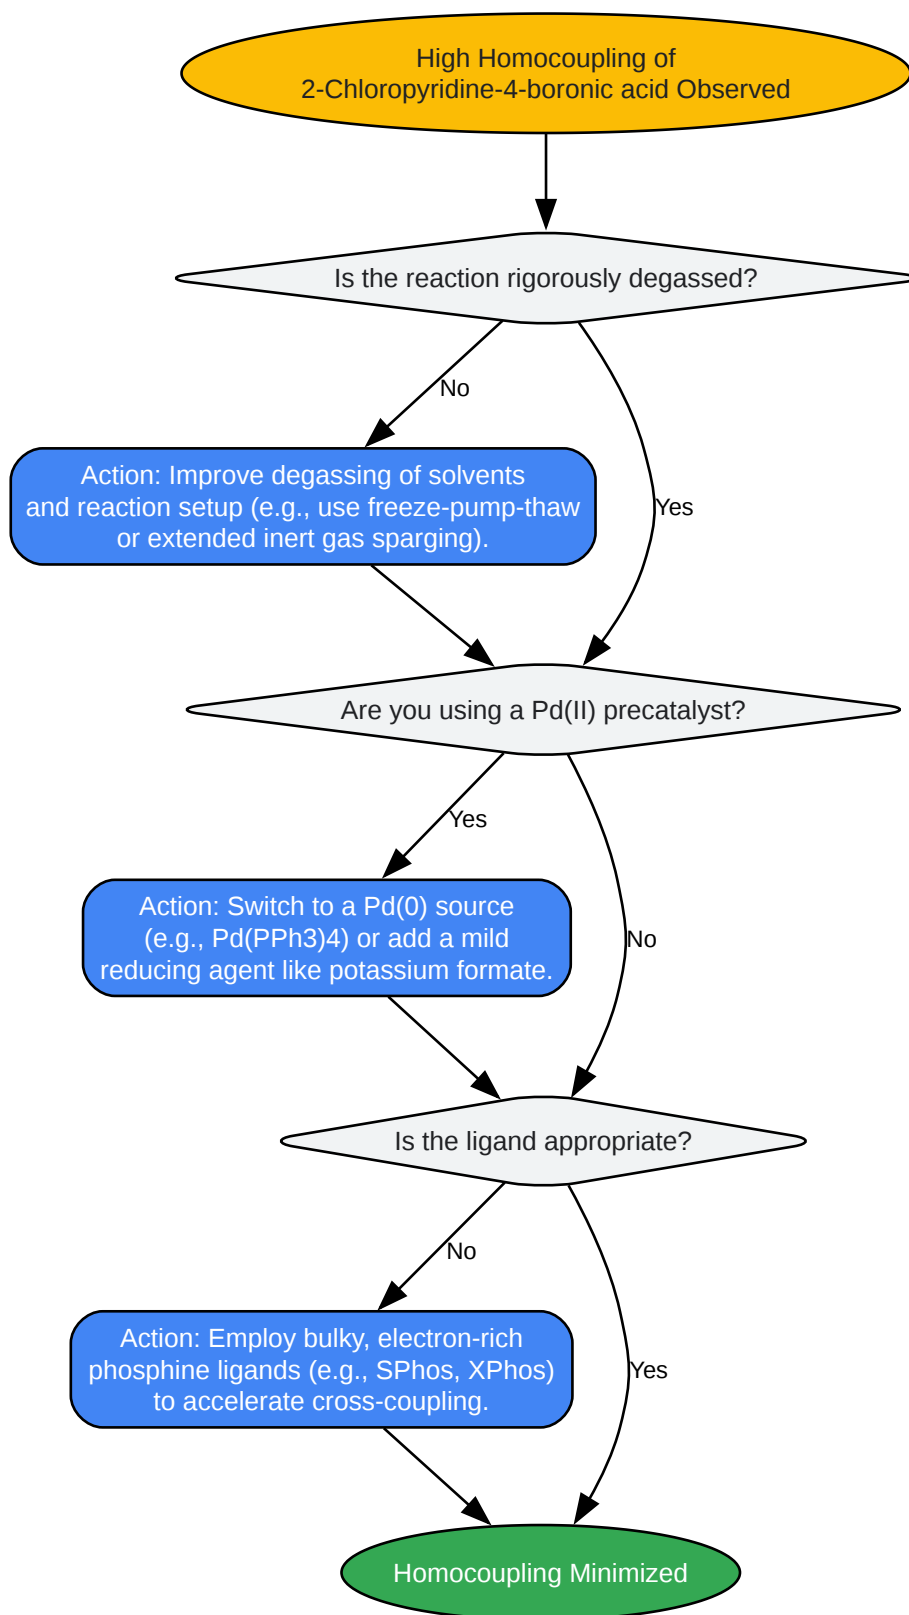 High Homocoupling of
2-Chloropyridine-4-boronic acid Observed
Is the reaction rigorously degassed?
No
Action: Improve degassing of solvents
and reaction setup (e.g., use freeze-pump-thaw
or extended inert gas sparging).
Yes
Are you using a Pd(II) precatalyst?
Yes
Action: Switch to a Pd(0) source
(e.g., Pd(PPh3)4) or add a mild
reducing agent like potassium formate.
No
Is the ligand appropriate?
No
Action: Employ bulky, electron-rich
phosphine ligands (e.g., SPhos, XPhos)
to accelerate cross-coupling.
Yes
Homocoupling Minimized